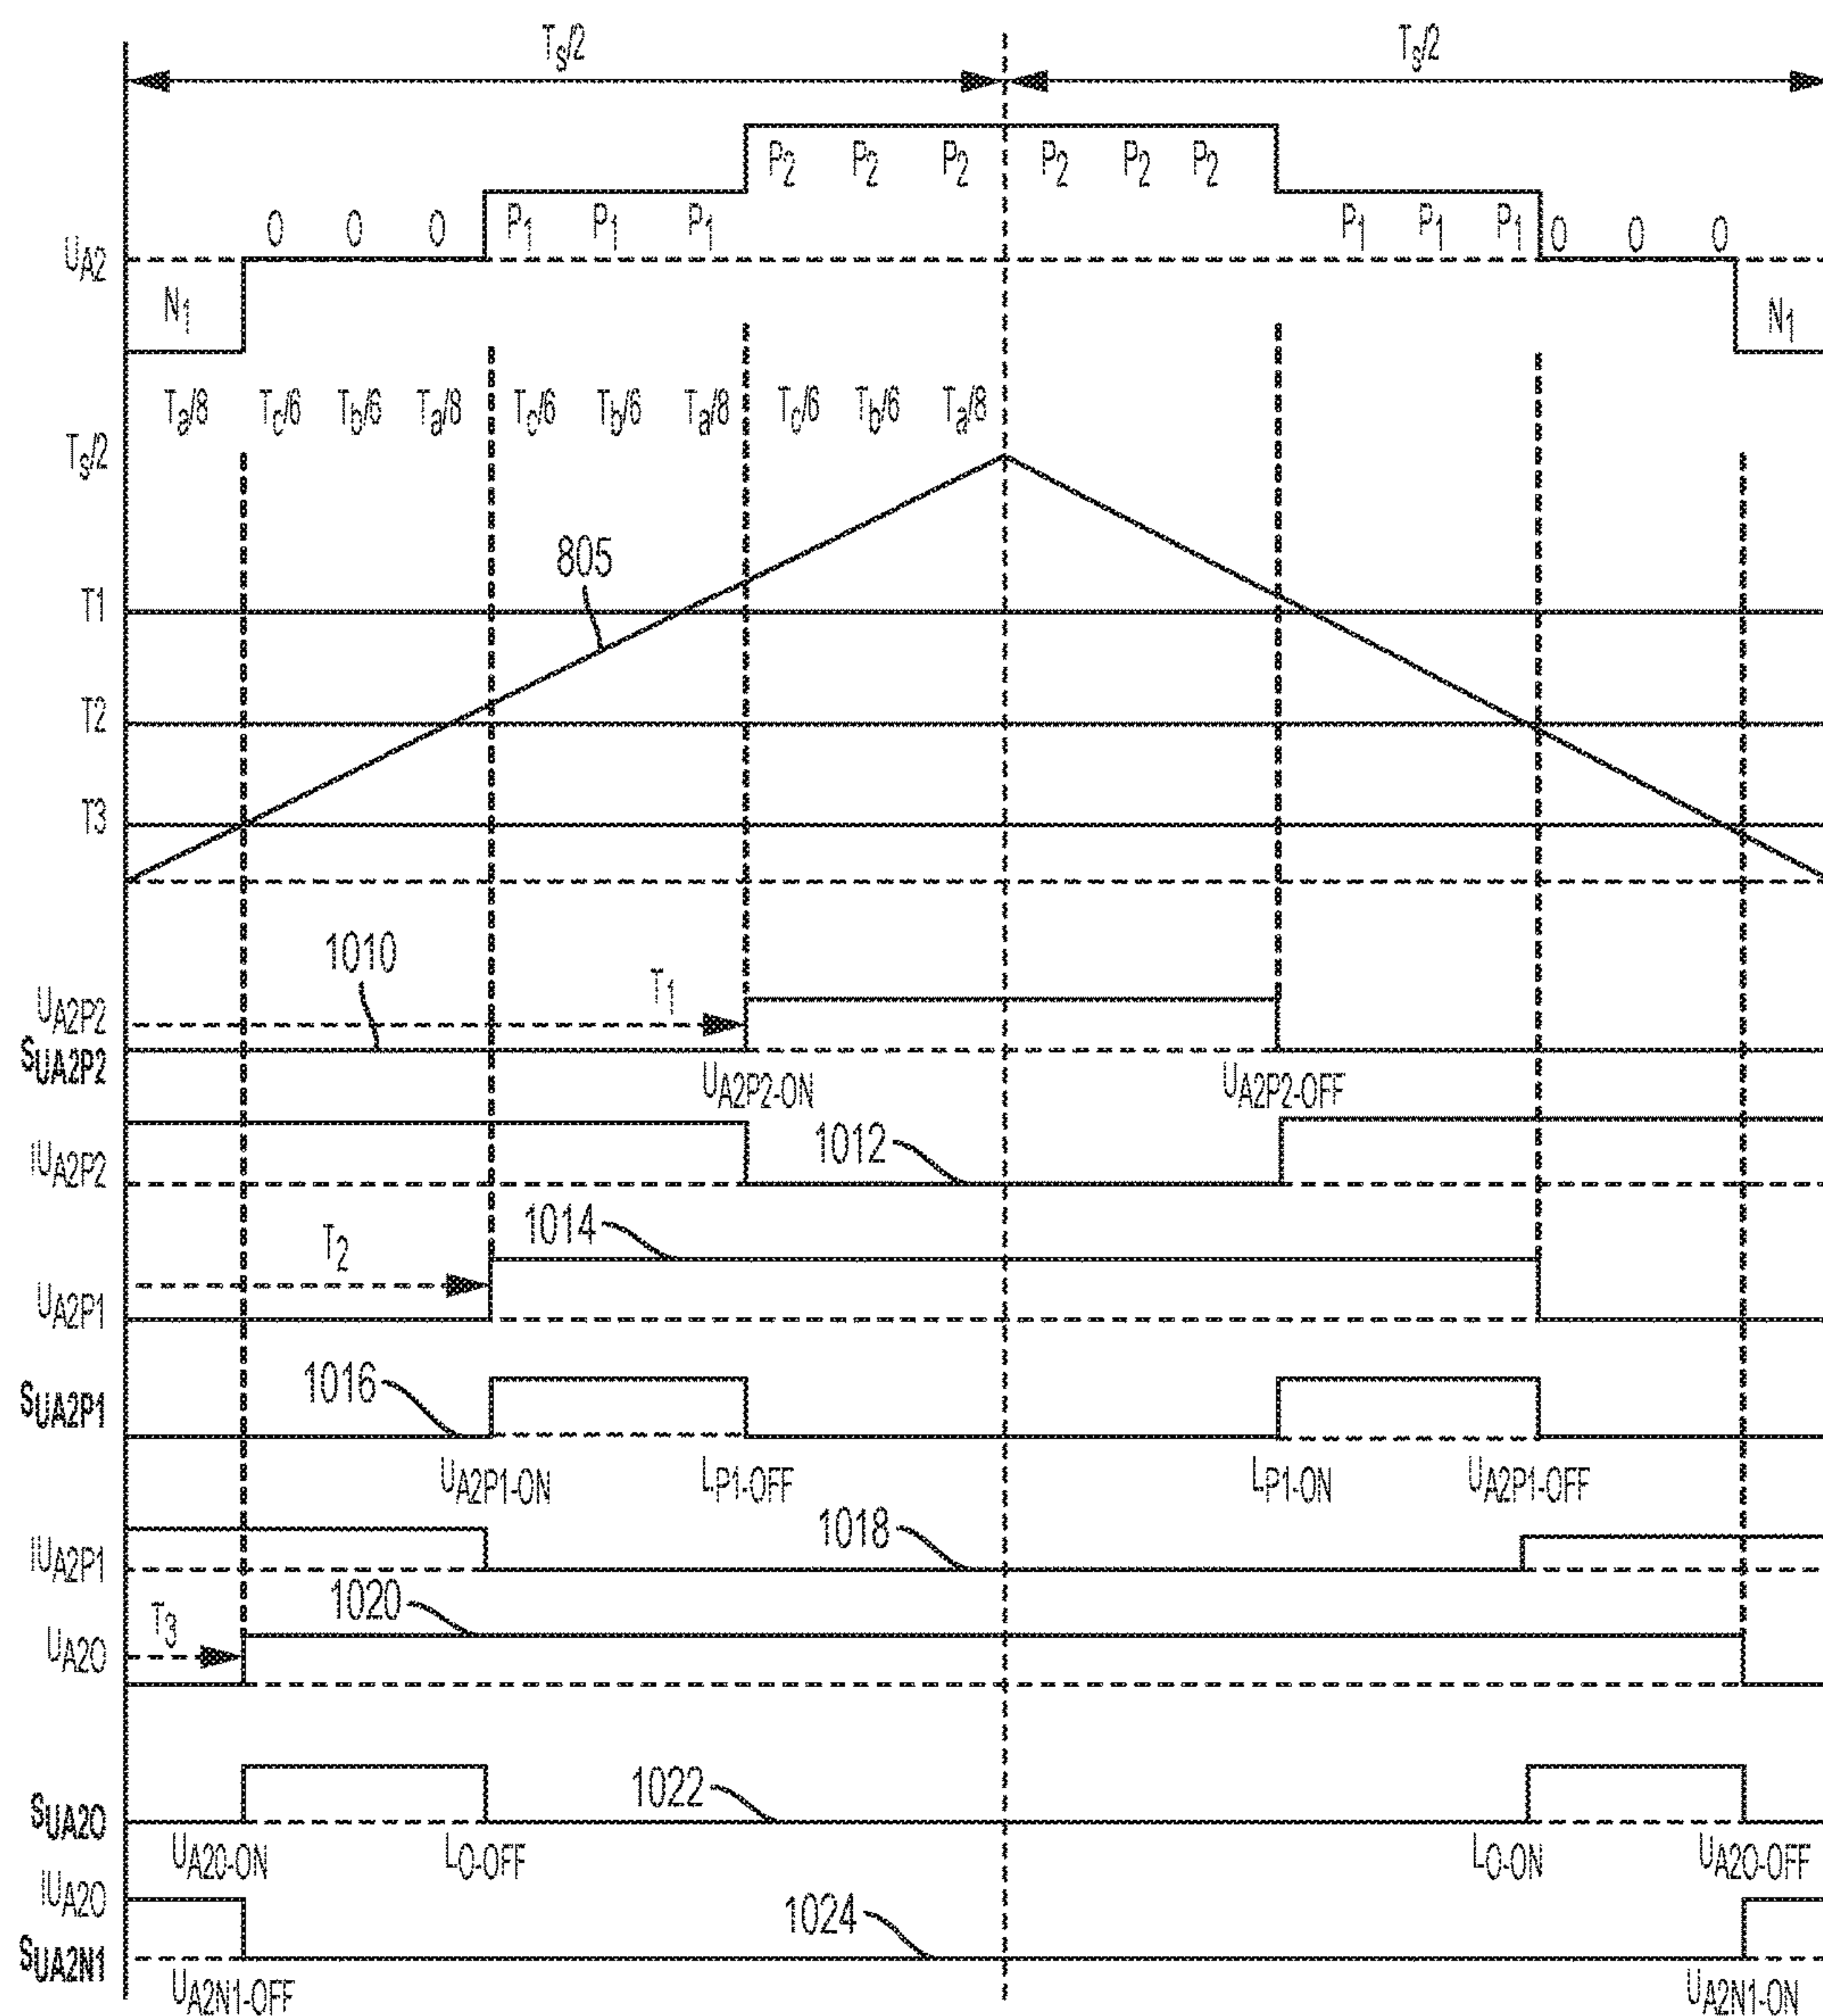 Ts/2 Ts/2
P2 P2 P2 P2 P2 P2
0 0 0 P1 P1 P1 P1 P1 P1 0 0 0
UA2
N1 N1
Ta/8 Tc/6 Tb/6 Ta/8 Tc/6 Tb/6 Ta/8 Tc/6 Tb/6 Ta/8
Ts/2
805
T1
T2
T3
1010
UA2P2 T1
SUA2P2
UA2P2-ON UA2P2-OFF
IUA2P2 1012
1014
T2
UA2P1
SUA2P1 1016
UA2P1-ON LP1-OFF LP1-ON UA2P1-OFF
IUA2P1 1018
1020
T3
UA2O
SUA2O 1022
UA2O-ON LO-OFF LO-ON UA2O-OFF
IUA2O
1024
SUA2N1
UA2N1-OFF UA2N1-ON